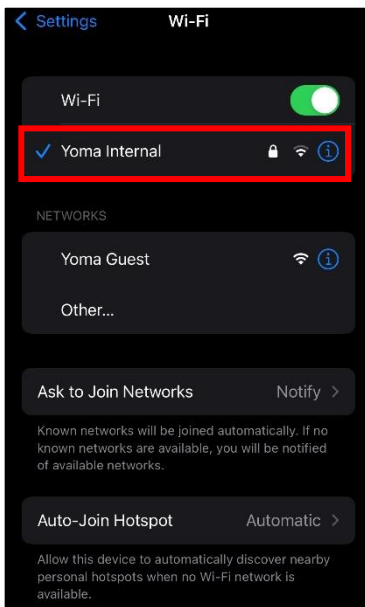 Settings Wi-Fi
Wi-Fi
Yoma Internal
NETWORKS
Yoma Guest
Other...
Ask to Join Networks Notify
Known networks will be joined automatically. If no
known networks are available, you will be notified
of available networks.
Auto-Join Hotspot Automatic
Allow this device to automatically discover nearby
personal hotspots when no Wi-Fi network is
available.